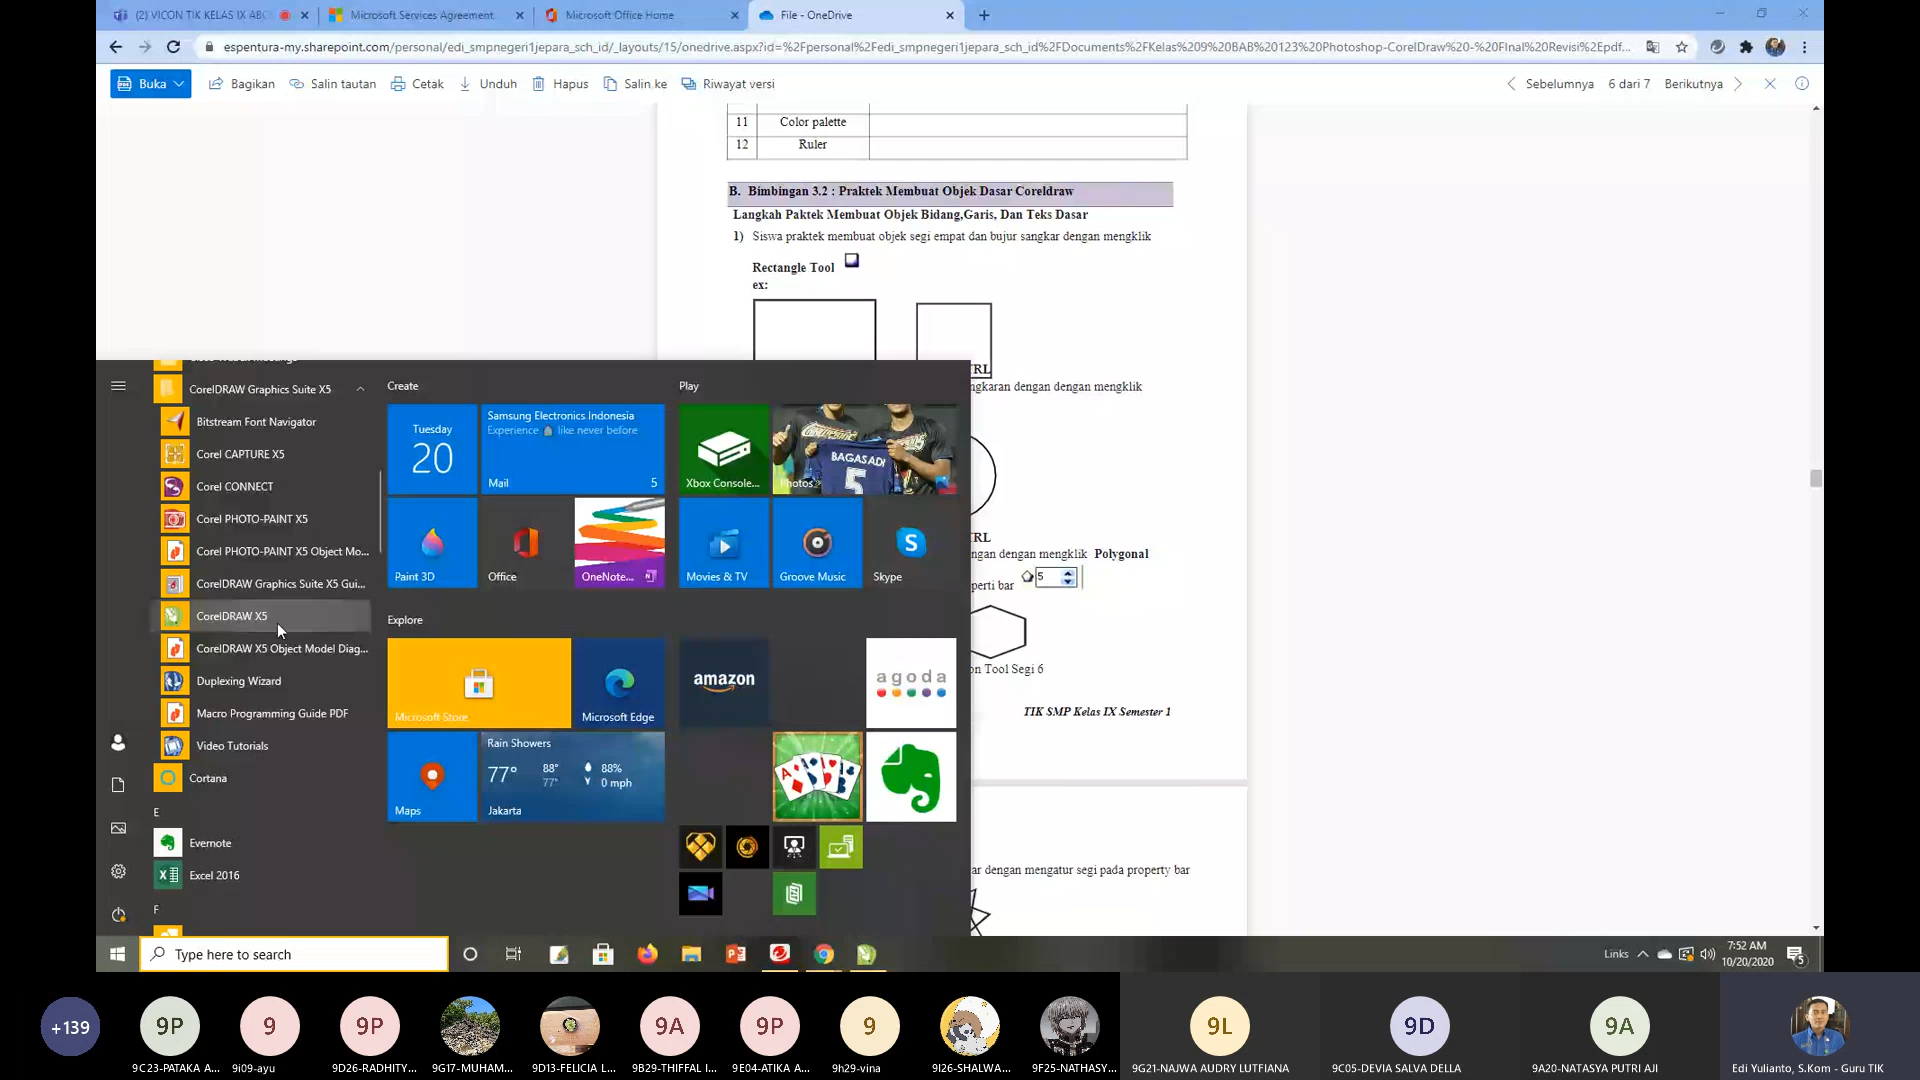 (2) VICON TIK KELAS IX ABC
Microsoft Services Agreement
Microsoft Office Home
File - OneDrive
espentura-my.sharepoint.com/personal/edi_smpnegeri1jepara_sch_id/_layouts/15/onedrive.aspx?id=%2Fpersonal%2Fedi_smpnegeri1jepara_sch_id%2FDocuments%2FKelas%209%20BAB%20123%20Photoshop-CorelDraw%20-%20FInal%20Revisi%2Epdf...
Buka
Bagikan
Salin tautan
Cetak
Unduh
Hapus
Salin ke
Riwayat versi
Sebelumnya
6 dari 7
Berikutnya
11 Color palette
12 Ruler
B. Bimbingan 3.2 : Praktek Membuat Objek Dasar Coreldraw
Langkah Paktek Membuat Objek Bidang,Garis, Dan Teks Dasar
1) Siswa praktek membuat objek segi empat dan bujur sangkar dengan mengklik
Rectangle Tool
ex:
RL
ngkaran dengan dengan mengklik
RL
ngan dengan mengklik Polygonal
perti bar 5
on Tool Segi 6
TIK SMP Kelas IX Semester 1
ar dengan mengatur segi pada property bar
CorelDRAW Graphics Suite X5
Bitstream Font Navigator
Corel CAPTURE X5
Corel CONNECT
Corel PHOTO-PAINT X5
Corel PHOTO-PAINT X5 Object Mo...
CorelDRAW Graphics Suite X5 Gui...
CorelDRAW X5
CorelDRAW X5 Object Model Diag...
Duplexing Wizard
Macro Programming Guide PDF
Video Tutorials
Cortana
E
Evernote
Excel 2016
F
Create
Tuesday
20
Samsung Electronics Indonesia
Experience like never before
Mail 5
Paint 3D
Office
OneNote...
Explore
Microsoft Store
Microsoft Edge
Maps
Rain Showers
77° 88° 88%
77° 0 mph
Jakarta
Play
Xbox Console...
BAGASADI
5
Photos
Movies & TV
Groove Music
Skype
amazon
agoda
Type here to search
Links
7:52 AM
10/20/2020
5
+139
9P
9C23-PATAKA A...
9
9i09-ayu
9P
9D26-RADHITY...
9G17-MUHAM...
9D13-FELICIA L...
9A
9B29-THIFFAL I...
9P
9E04-ATIKA A...
9
9h29-vina
9I26-SHALWA...
9F25-NATHASY...
9L
9G21-NAJWA AUDRY LUTFIANA
9D
9C05-DEVIA SALVA DELLA
9A
9A20-NATASYA PUTRI AJI
Edi Yulianto, S.Kom - Guru TIK